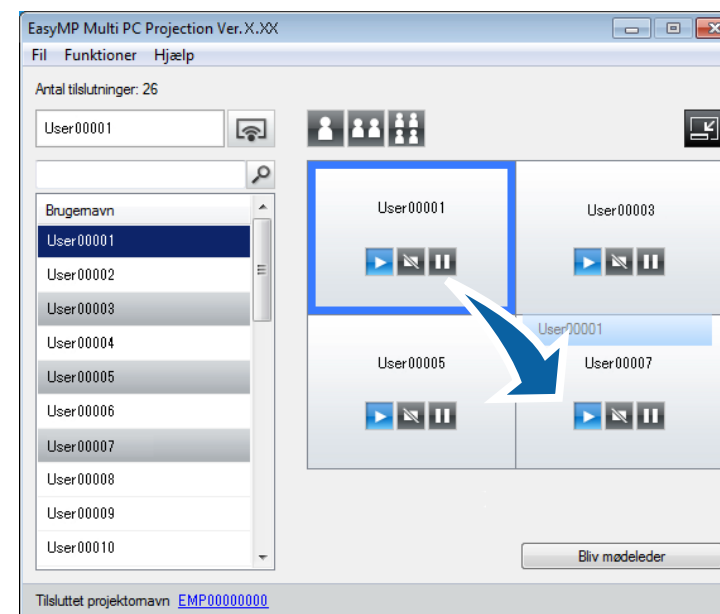 EasyMP Multi PC Projection Ver.X.XX
Fil Funktioner Hjælp
Antal tilslutninger: 26
User00001
Brugernavn
User00001
User00002
User00003
User00004
User00005
User00006
User00007
User00008
User00009
User00010
User00001
User00003
User00001
User00005
User00007
Bliv mødeleder
Tilsluttet projektornavn EMP00000000